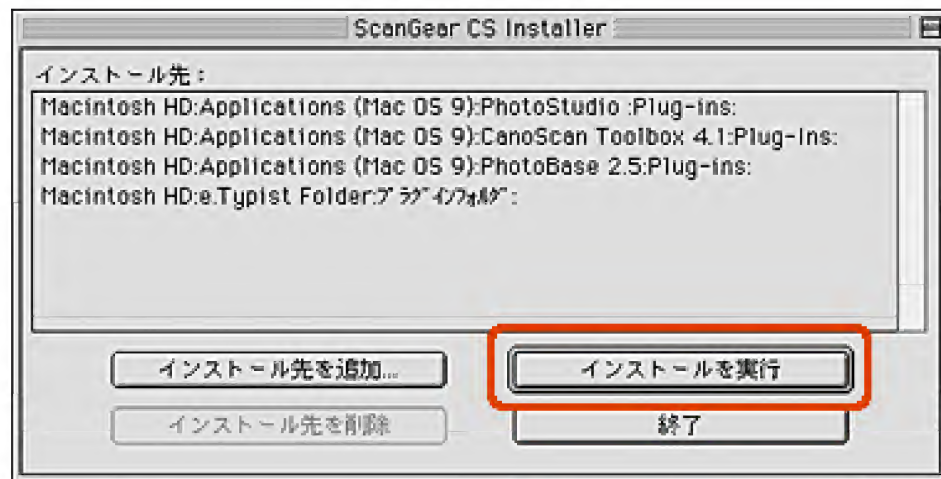 ScanGear CS Installer
インストール先：
Macintosh HD:Applications (Mac OS 9):PhotoStudio :Plug-ins:
Macintosh HD:Applications (Mac OS 9):CanoScan Toolbox 4.1:Plug-Ins:
Macintosh HD:Applications (Mac OS 9):PhotoBase 2.5:Plug-ins:
Macintosh HD:e.Typist Folder:ﾌﾟﾗｸﾞｲﾝﾌｫﾙﾀﾞ:
インストール先を追加...
インストールを実行
インストール先を削除
終了